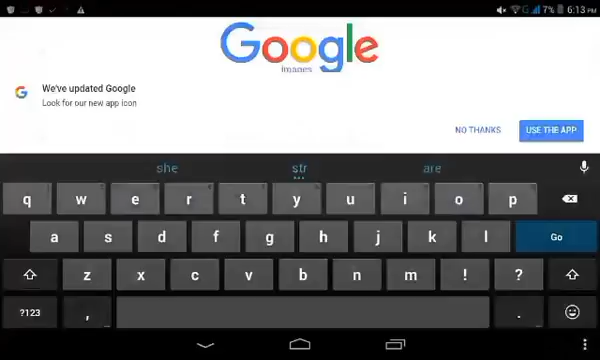 7% 6:13 PM
Google
Images
We've updated Google
Look for our new app icon
NO THANKS USE THE APP
she str are
q w e r t y u i o p
a s d f g h j k l Go
z x c v b n m ! ?
?123 , .